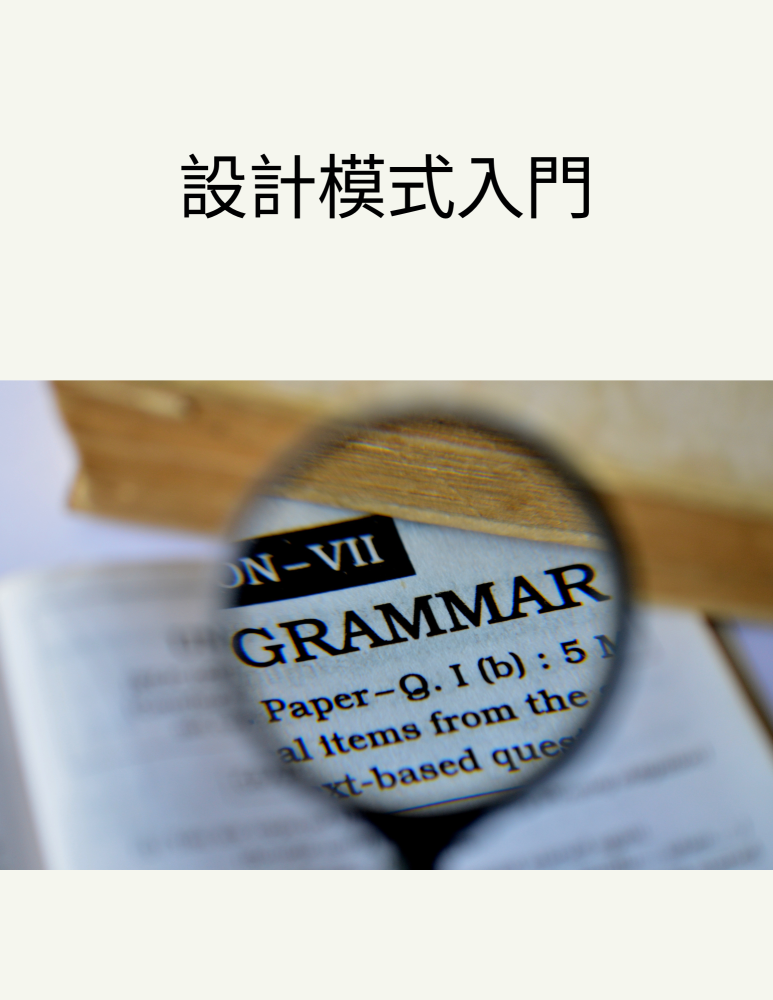 設計模式入門
ON–VII
GRAMMAR
Paper–Q. I (b) : 5
al items from the
xt-based ques